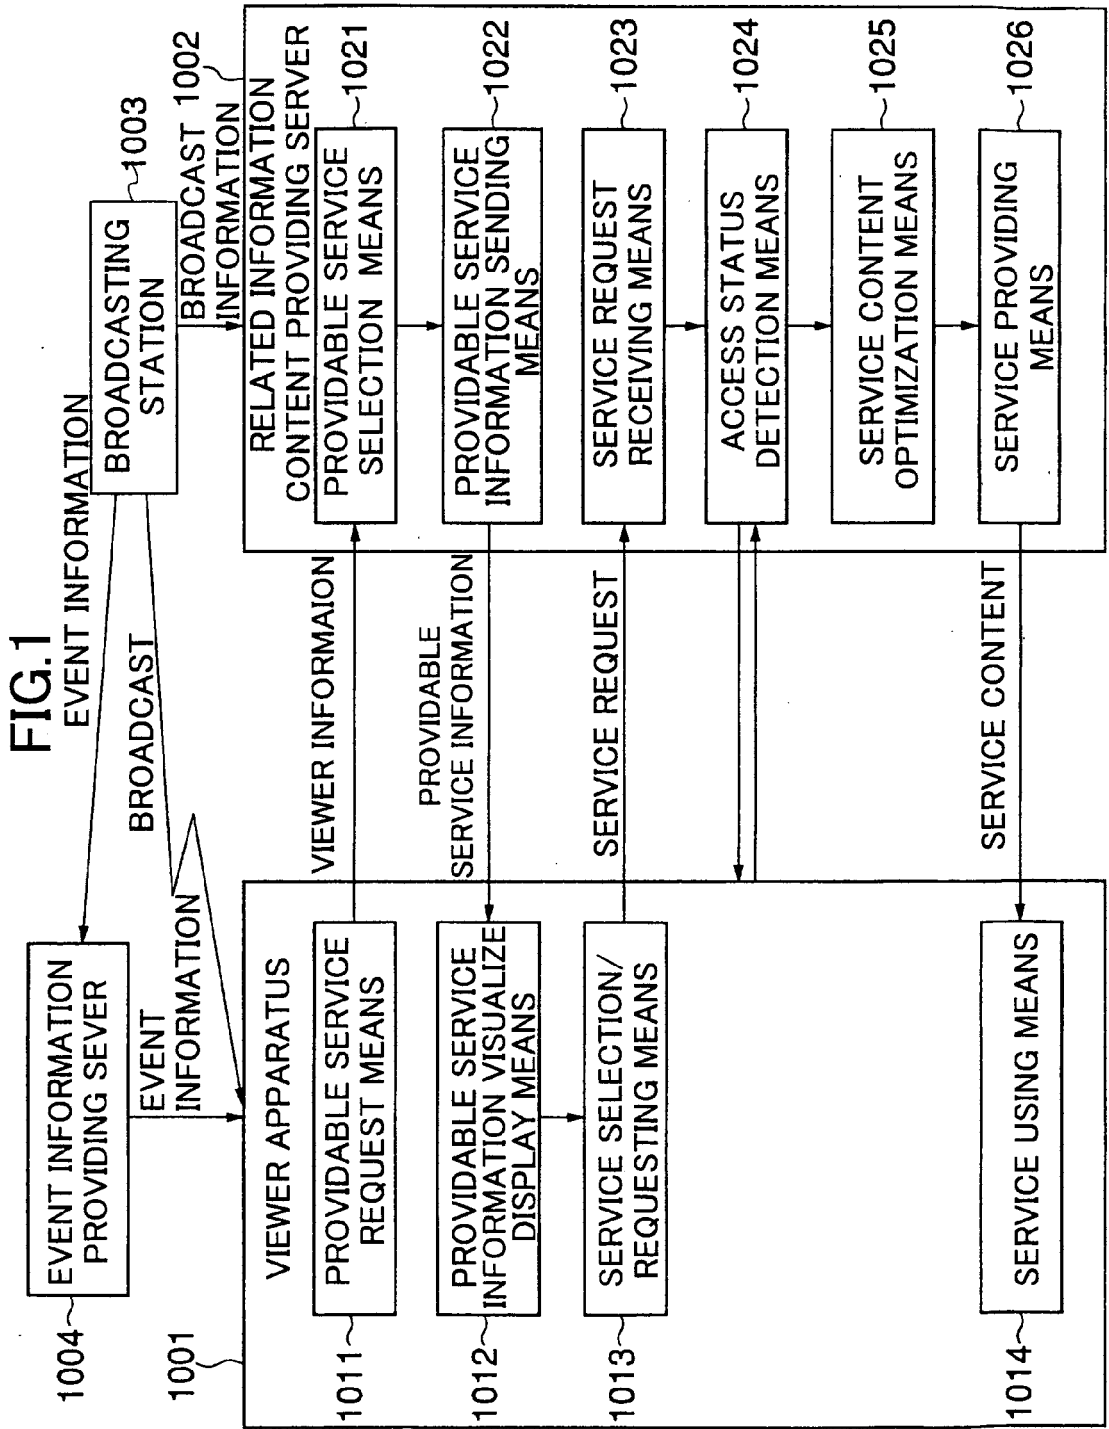 FIG.1
EVENT INFORMATION
PROVIDING SEVER
1004
EVENT INFORMATION
BROADCASTING
STATION
1003
BROADCAST
EVENT
INFORMATION
BROADCAST
INFORMATION
1001
VIEWER APPARATUS
1002
RELATED INFORMATION
CONTENT PROVIDING SERVER
1011
PROVIDABLE SERVICE
REQUEST MEANS
VIEWER INFORMAION
PROVIDABLE SERVICE
SELECTION MEANS
1021
1012
PROVIDABLE SERVICE
INFORMATION VISUALIZE
DISPLAY MEANS
PROVIDABLE
SERVICE INFORMATION
PROVIDABLE SERVICE
INFORMATION SENDING
MEANS
1022
1013
SERVICE SELECTION/
REQUESTING MEANS
SERVICE REQUEST
SERVICE REQUEST
RECEIVING MEANS
1023
ACCESS STATUS
DETECTION MEANS
1024
SERVICE CONTENT
OPTIMIZATION MEANS
1025
1014
SERVICE USING MEANS
SERVICE CONTENT
SERVICE PROVIDING
MEANS
1026